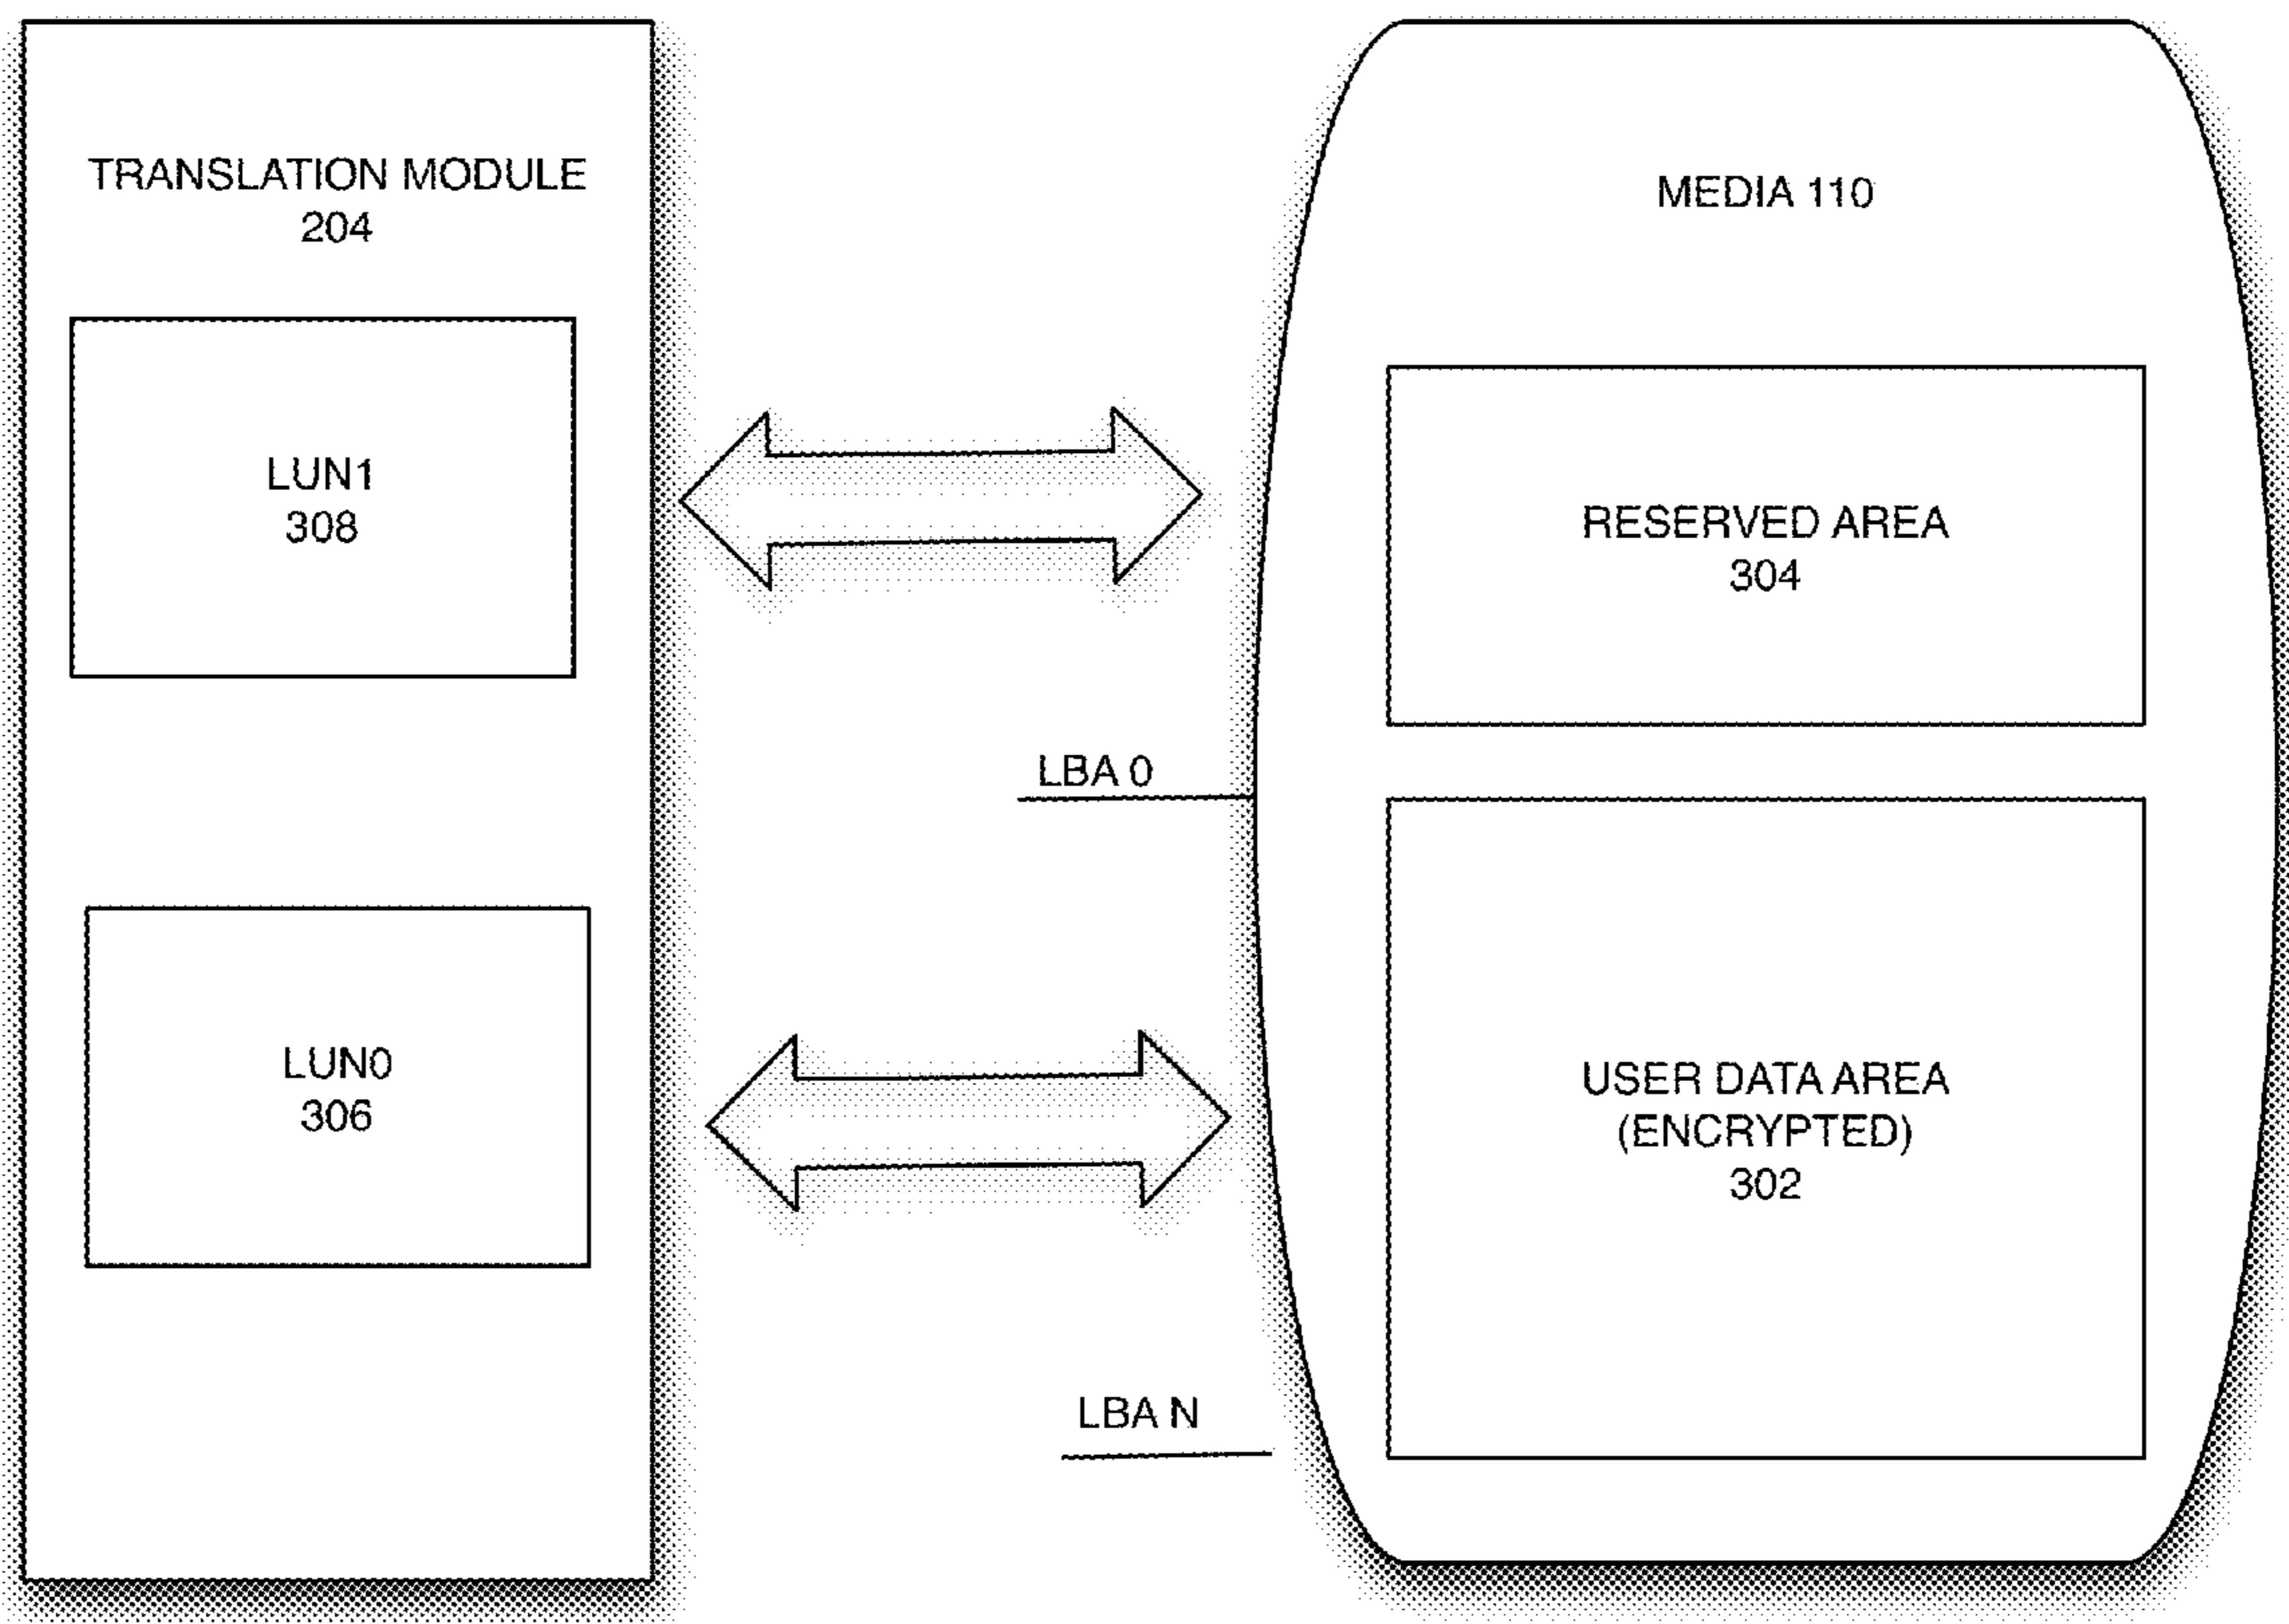 TRANSLATION MODULE
204
LUN1
308
LUN0
306
LBA 0
LBA N
MEDIA 110
RESERVED AREA
304
USER DATA AREA
(ENCRYPTED)
302